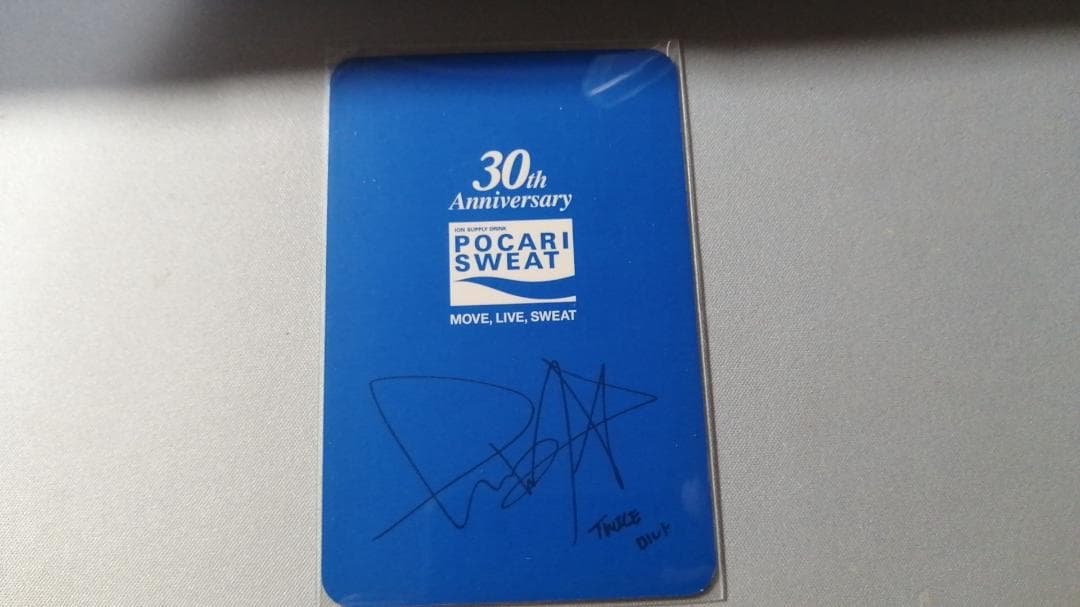 30th
Anniversary
ION SUPPLY DRINK
POCARI
SWEAT
MOVE, LIVE, SWEAT
TWICE